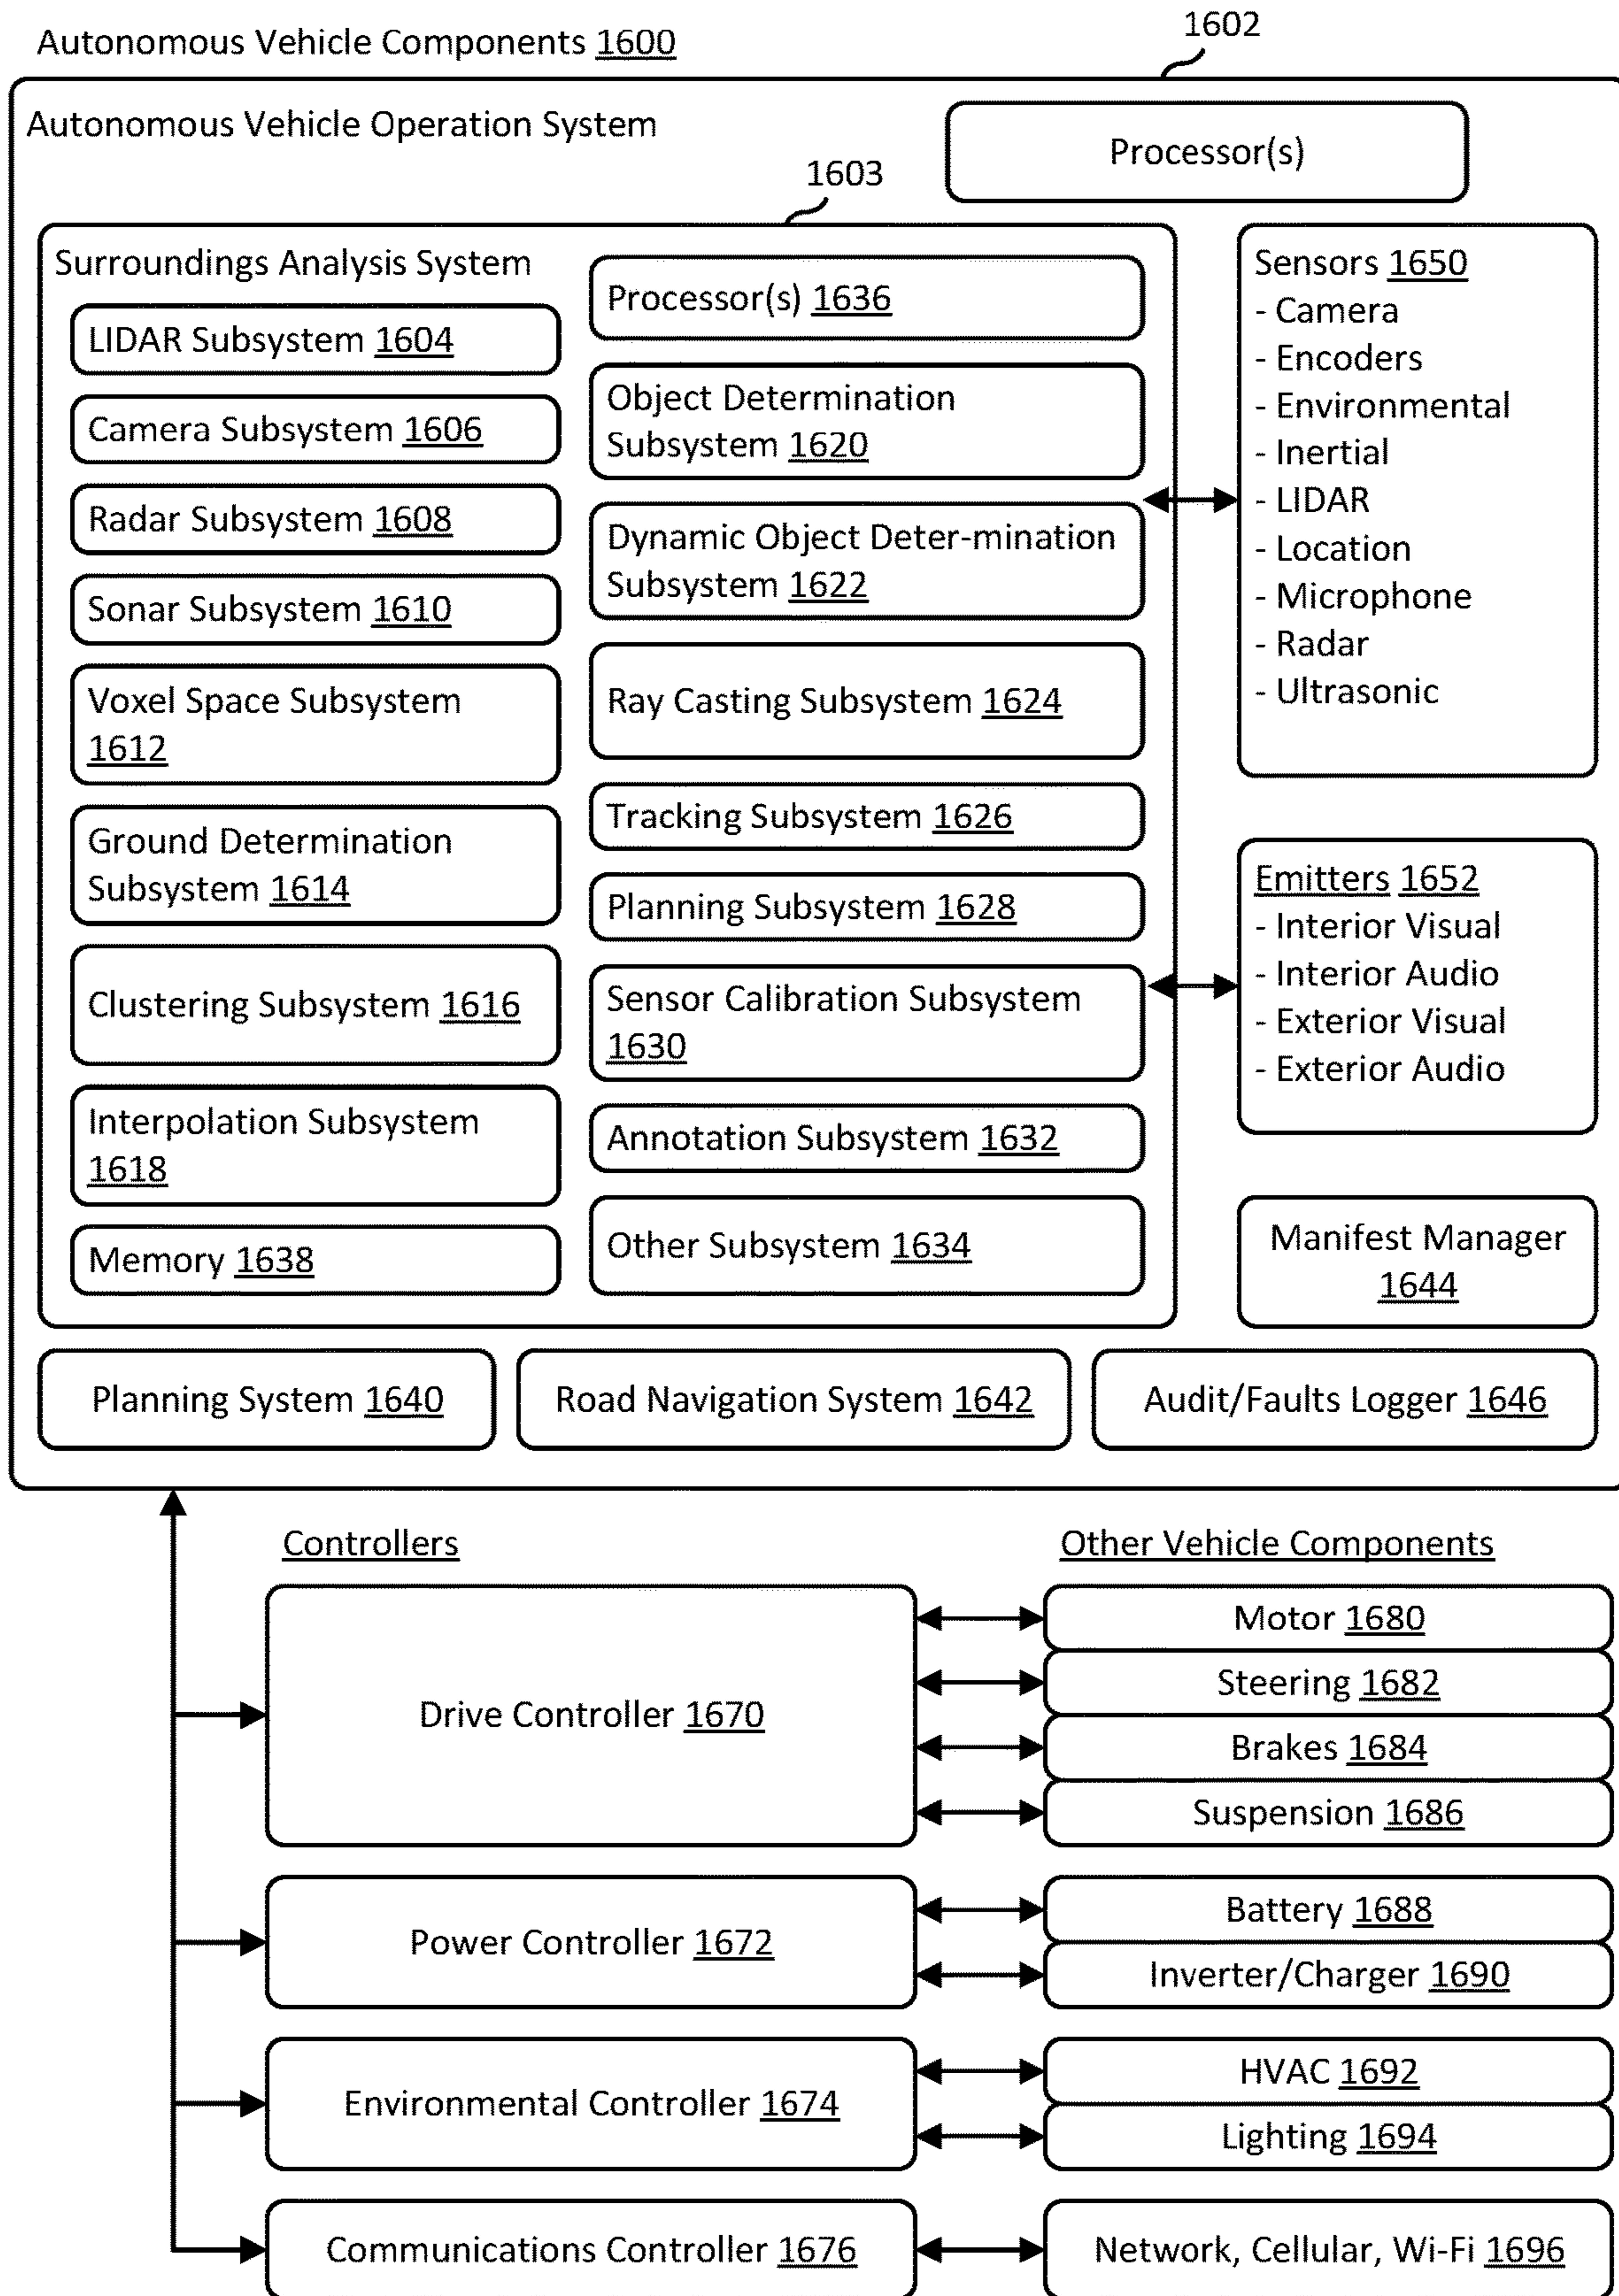 Autonomous Vehicle Components 1600
1602
Autonomous Vehicle Operation System
Processor(s)
1603
Surroundings Analysis System
LIDAR Subsystem 1604
Camera Subsystem 1606
Radar Subsystem 1608
Sonar Subsystem 1610
Voxel Space Subsystem
1612
Ground Determination
Subsystem 1614
Clustering Subsystem 1616
Interpolation Subsystem
1618
Memory 1638
Processor(s) 1636
Object Determination
Subsystem 1620
Dynamic Object Deter-mination
Subsystem 1622
Ray Casting Subsystem 1624
Tracking Subsystem 1626
Planning Subsystem 1628
Sensor Calibration Subsystem
1630
Annotation Subsystem 1632
Other Subsystem 1634
Sensors 1650
- Camera
- Encoders
- Environmental
- Inertial
- LIDAR
- Location
- Microphone
- Radar
- Ultrasonic
Emitters 1652
- Interior Visual
- Interior Audio
- Exterior Visual
- Exterior Audio
Manifest Manager
1644
Planning System 1640
Road Navigation System 1642
Audit/Faults Logger 1646
Controllers
Other Vehicle Components
Drive Controller 1670
Motor 1680
Steering 1682
Brakes 1684
Suspension 1686
Power Controller 1672
Battery 1688
Inverter/Charger 1690
Environmental Controller 1674
HVAC 1692
Lighting 1694
Communications Controller 1676
Network, Cellular, Wi-Fi 1696